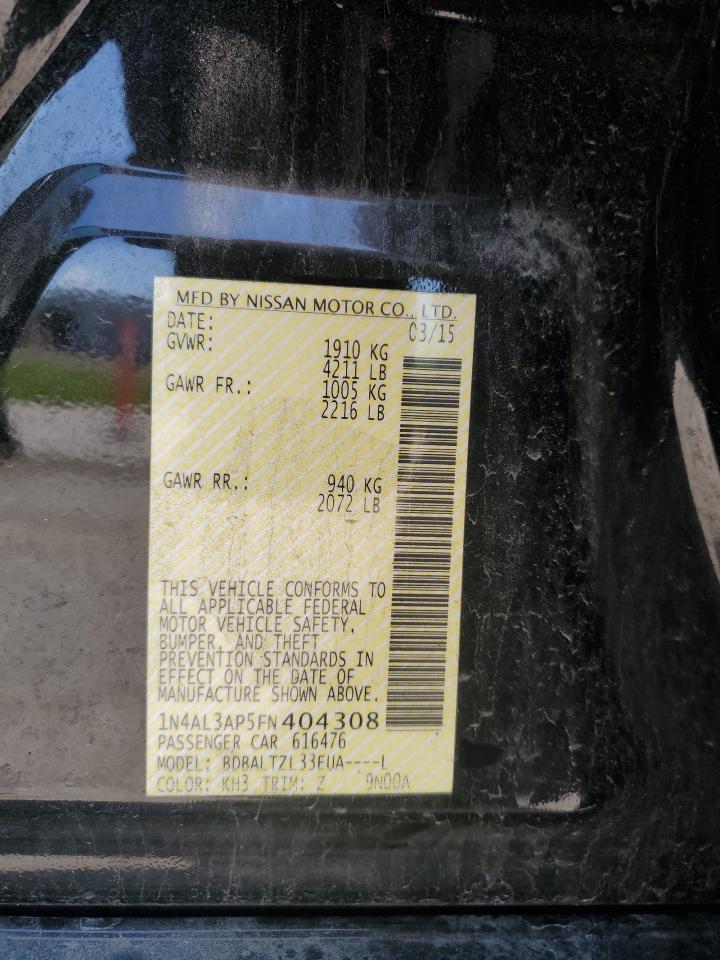 MFD BY NISSAN MOTOR CO., LTD.
DATE: 03/15
GVWR: 1910 KG
4211 LB
GAWR FR.: 1005 KG
2216 LB
GAWR RR.: 940 KG
2072 LB
THIS VEHICLE CONFORMS TO
ALL APPLICABLE FEDERAL
MOTOR VEHICLE SAFETY,
BUMPER, AND THEFT
PREVENTION STANDARDS IN
EFFECT ON THE DATE OF
MANUFACTURE SHOWN ABOVE.
1N4AL3AP5FN404308
PASSENGER CAR 616476
MODEL: BDBALTZL33EUA----L
COLOR: KH3 TRIM: Z 9N00A